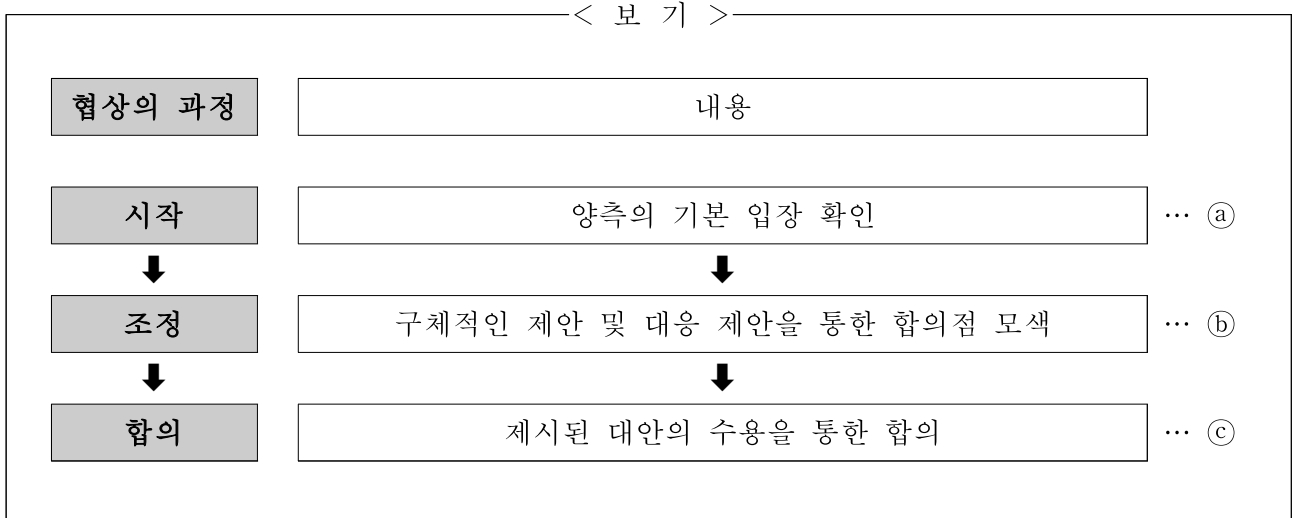 < 보 기 >
협상의 과정 내용
시작 양측의 기본 입장 확인 … ⓐ
조정 구체적인 제안 및 대응 제안을 통한 합의점 모색 … ⓑ
합의 제시된 대안의 수용을 통한 합의 … ⓒ